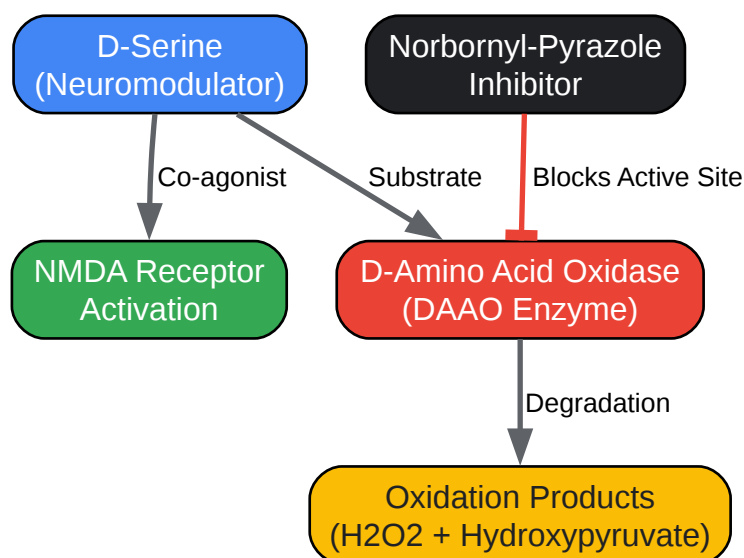 D-Serine
(Neuromodulator)
Norbornyl-Pyrazole
Inhibitor
Co-agonist
Substrate
Blocks Active Site
NMDA Receptor
Activation
D-Amino Acid Oxidase
(DAAO Enzyme)
Degradation
Oxidation Products
(H2O2 + Hydroxypyruvate)